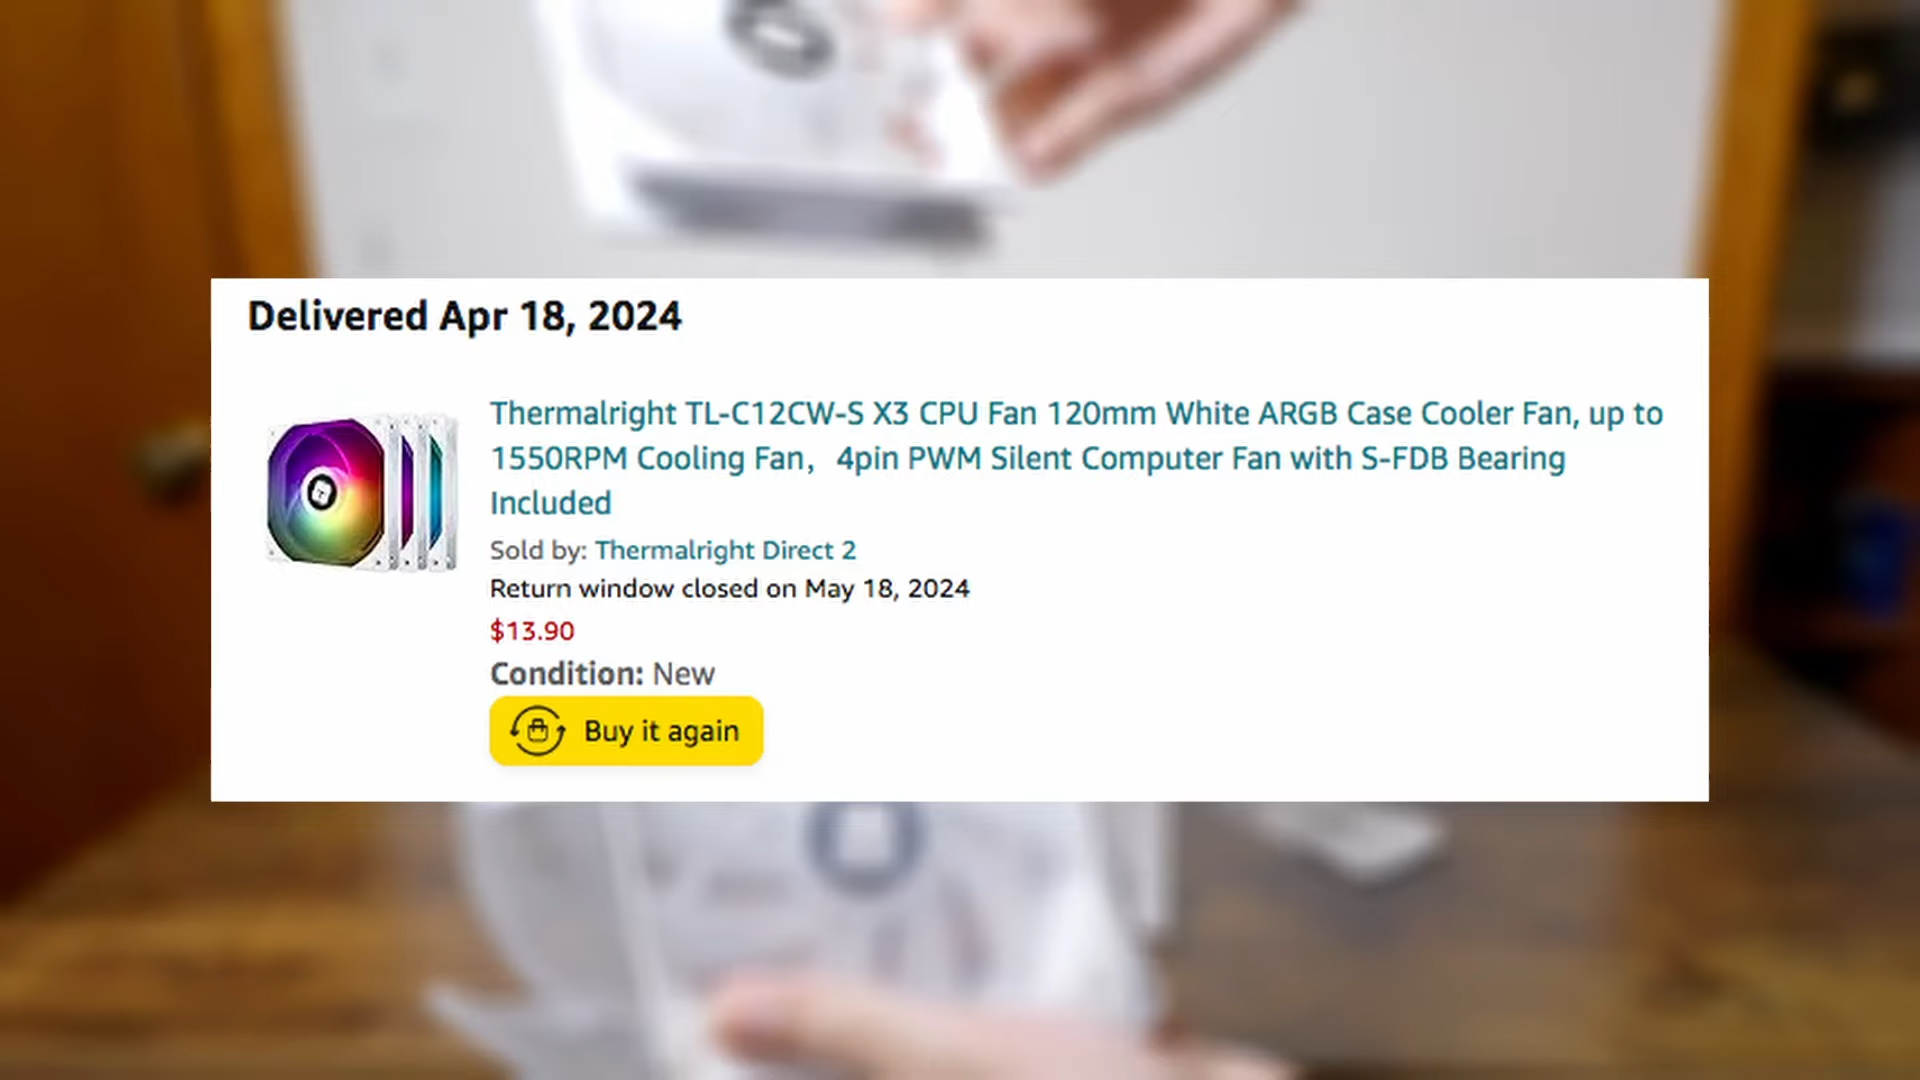 Delivered Apr 18, 2024
Thermalright TL-C12CW-S X3 CPU Fan 120mm White ARGB Case Cooler Fan, up to
1550RPM Cooling Fan，4pin PWM Silent Computer Fan with S-FDB Bearing
Included
Sold by: Thermalright Direct 2
Return window closed on May 18, 2024
$13.90
Condition: New
Buy it again